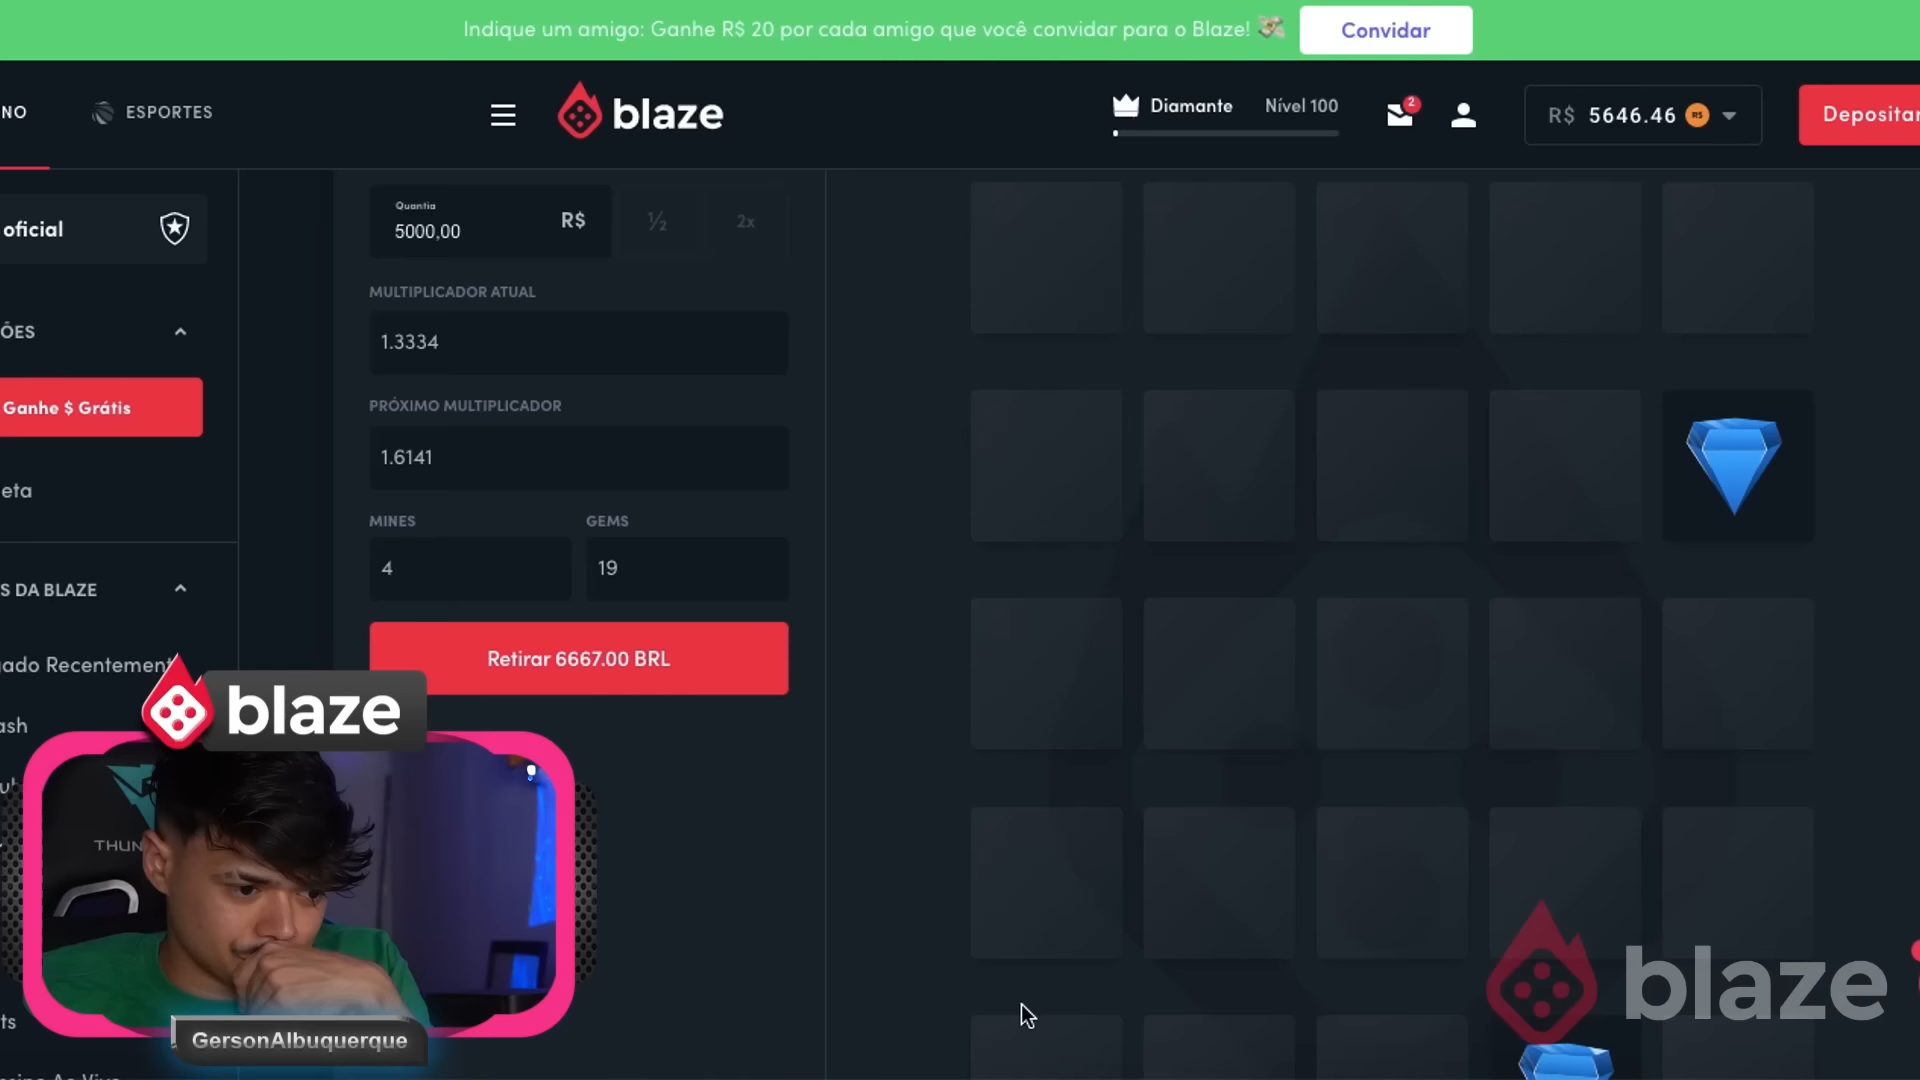 Indique um amigo: Ganhe R$ 20 por cada amigo que você convidar para o Blaze!
Convidar
NO
ESPORTES
blaze
Diamante
Nível 100
2
R$ 5646.46
R$
Depositar
oficial
Quantia
5000,00
R$
½
2x
MULTIPLICADOR ATUAL
1.3334
ÕES
Ganhe $ Grátis
PRÓXIMO MULTIPLICADOR
1.6141
eta
MINES
GEMS
4
19
S DA BLAZE
Retirar 6667.00 BRL
ado Recentement
blaze
ash
THUN
blaze
ts
GersonAlbuquerque